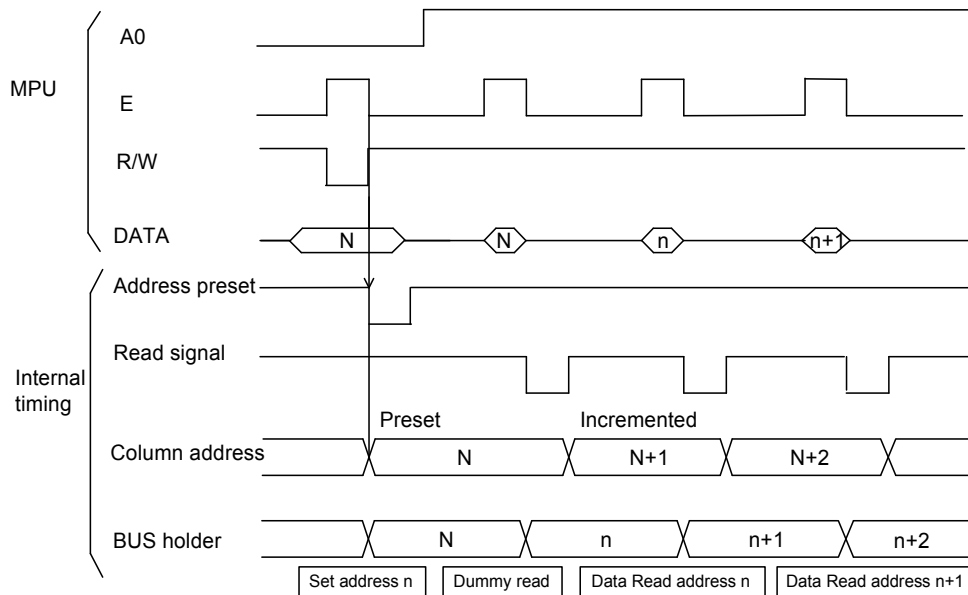 A0
MPU
E
R/W
DATA N N n n+1
Address preset
Read signal
Internal
timing
Preset Incremented
Column address N N+1 N+2
BUS holder N n n+1 n+2
Set address n Dummy read Data Read address n Data Read address n+1